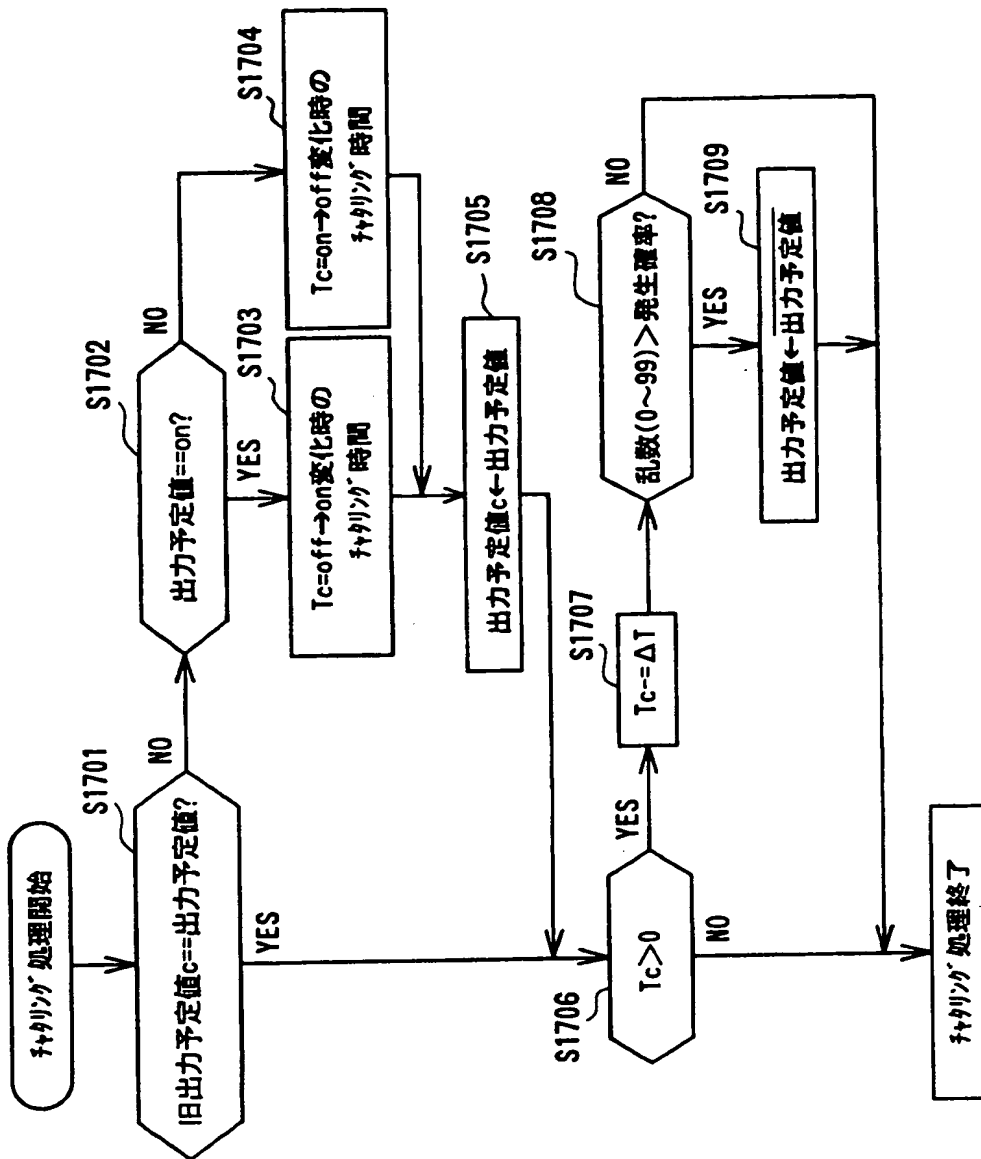 ﾁｬﾀﾘﾝｸﾞ処理開始
S1701
旧出力予定値c==出力予定値?
NO
YES
S1702
出力予定値==on?
NO
YES
S1703
Tc=off→on変化時の
ﾁｬﾀﾘﾝｸﾞ時間
S1704
Tc=on→off変化時の
ﾁｬﾀﾘﾝｸﾞ時間
S1705
出力予定値c←出力予定値
S1706
Tc>0
YES
NO
S1707
Tc-=ΔT
S1708
乱数(0~99)>発生確率?
NO
YES
S1709
出力予定値←出力予定値
ﾁｬﾀﾘﾝｸﾞ処理終了